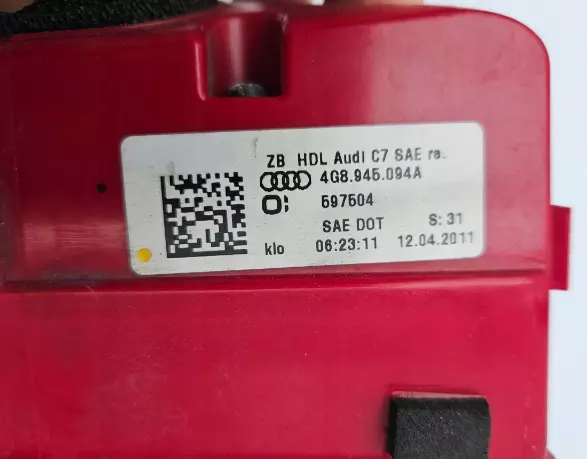 ZB HDL Audi C7 SAE re.
4G8.945.094A
597504
SAE DOT S: 31
klo 06:23:11 12.04.2011